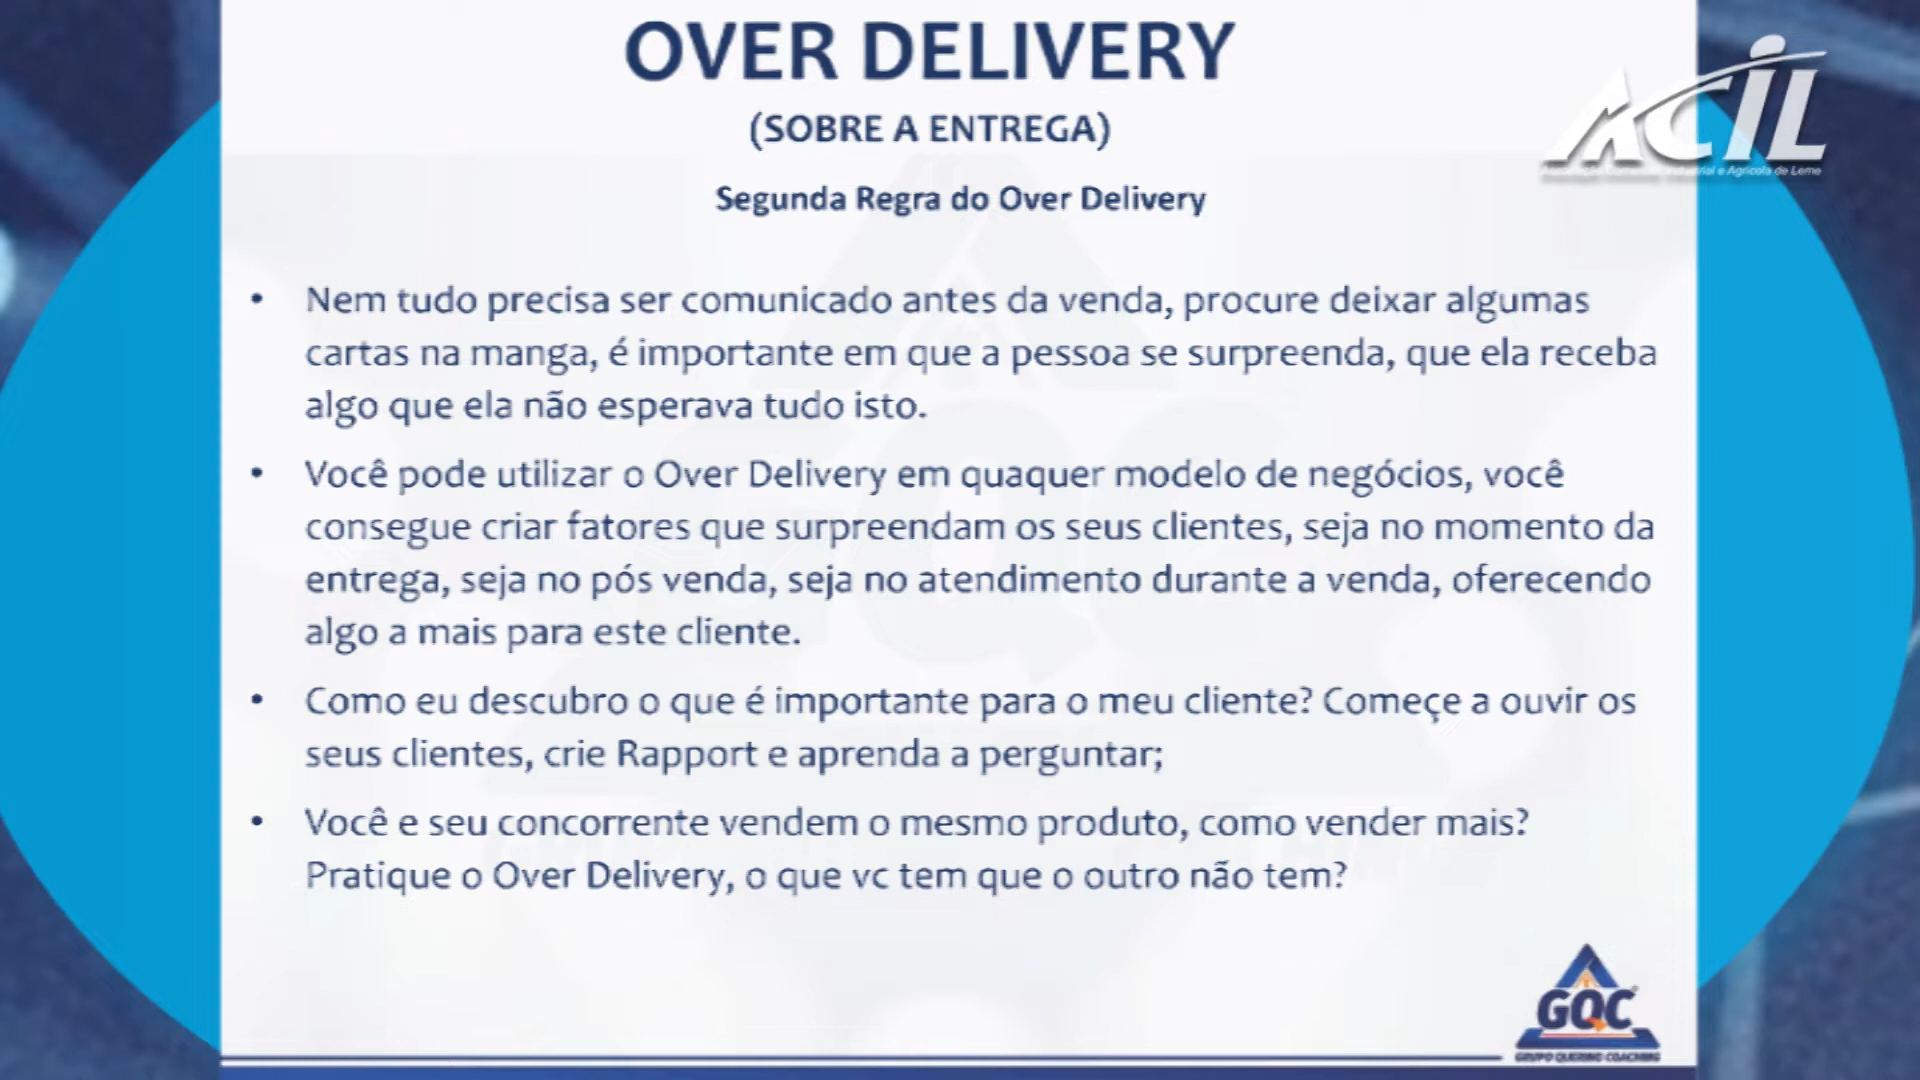 OVER DELIVERY
(SOBRE A ENTREGA)
Segunda Regra do Over Delivery
• Nem tudo precisa ser comunicado antes da venda, procure deixar algumas
cartas na manga, é importante em que a pessoa se surpreenda, que ela receba
algo que ela não esperava tudo isto.
• Você pode utilizar o Over Delivery em quaquer modelo de negócios, você
consegue criar fatores que surpreendam os seus clientes, seja no momento da
entrega, seja no pós venda, seja no atendimento durante a venda, oferecendo
algo a mais para este cliente.
• Como eu descubro o que é importante para o meu cliente? Começe a ouvir os
seus clientes, crie Rapport e aprenda a perguntar;
• Você e seu concorrente vendem o mesmo produto, como vender mais?
Pratique o Over Delivery, o que vc tem que o outro não tem?
ACIL
e Agrícola de Leme
GQC
GRUPO QUERINO COACHING